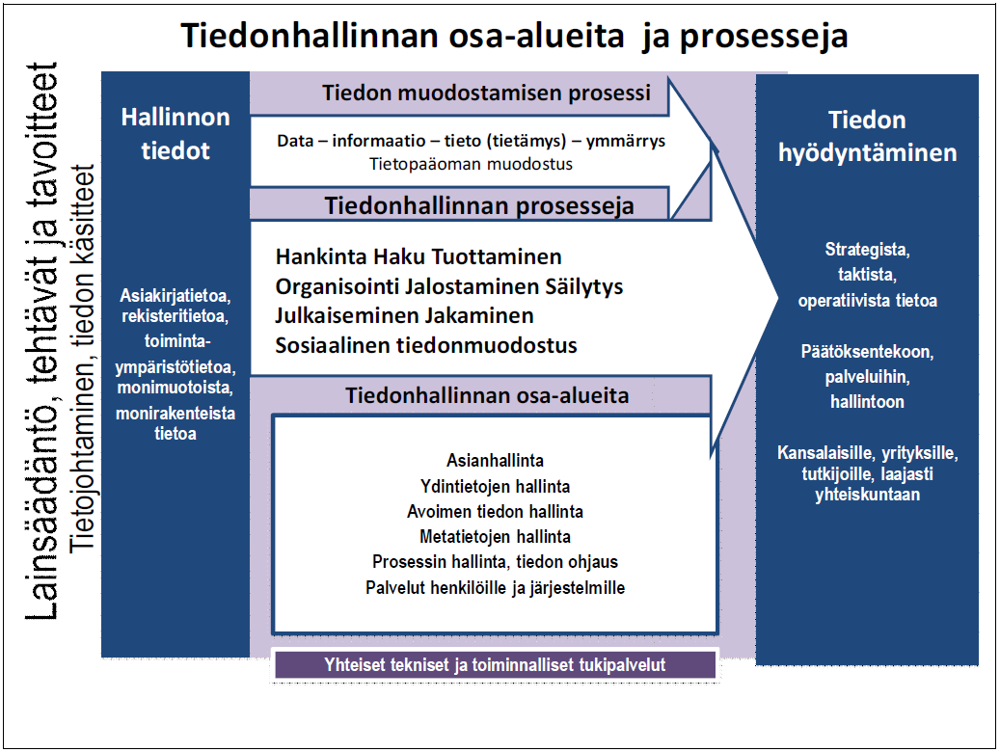 Tiedonhallinnan osa-alueita ja prosesseja
Lainsäädäntö, tehtävät ja tavoitteet
Tietojohtaminen, tiedon käsitteet
Hallinnon
tiedot
Asiakirjatietoa,
rekisteritietoa,
toiminta-
ympäristötietoa,
monimuotoista,
monirakenteista
tietoa
Tiedon muodostamisen prosessi
Data – informaatio – tieto (tietämys) – ymmärrys
Tietopaäoman muodostus
Tiedonhallinnan prosesseja
Hankinta Haku Tuottaminen
Organisointi Jalostaminen Säilytys
Julkaiseminen Jakaminen
Sosiaalinen tiedonmuodostus
Tiedonhallinnan osa-alueita
Asianhallinta
Ydintietojen hallinta
Avoimen tiedon hallinta
Metatietojen hallinta
Prosessin hallinta, tiedon ohjaus
Palvelut henkilöille ja järjestelmille
Yhteiset tekniset ja toiminnalliset tukipalvelut
Tiedon
hyödyntäminen
Strategista,
taktista,
operatiivista tietoa
Päätöksentekoon,
palveluihin,
hallintoon
Kansalaisille, yrityksille,
tutkijoille, laajasti
yhteiskuntaan